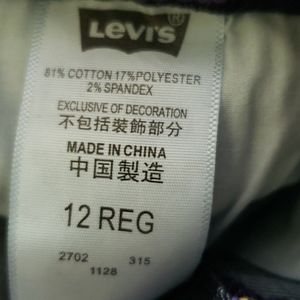 LEVI'S®
81% COTTON 17% POLYESTER
2% SPANDEX
EXCLUSIVE OF DECORATION
不包括裝飾部分
MADE IN CHINA
中国製造
12 REG
2702 315
1128